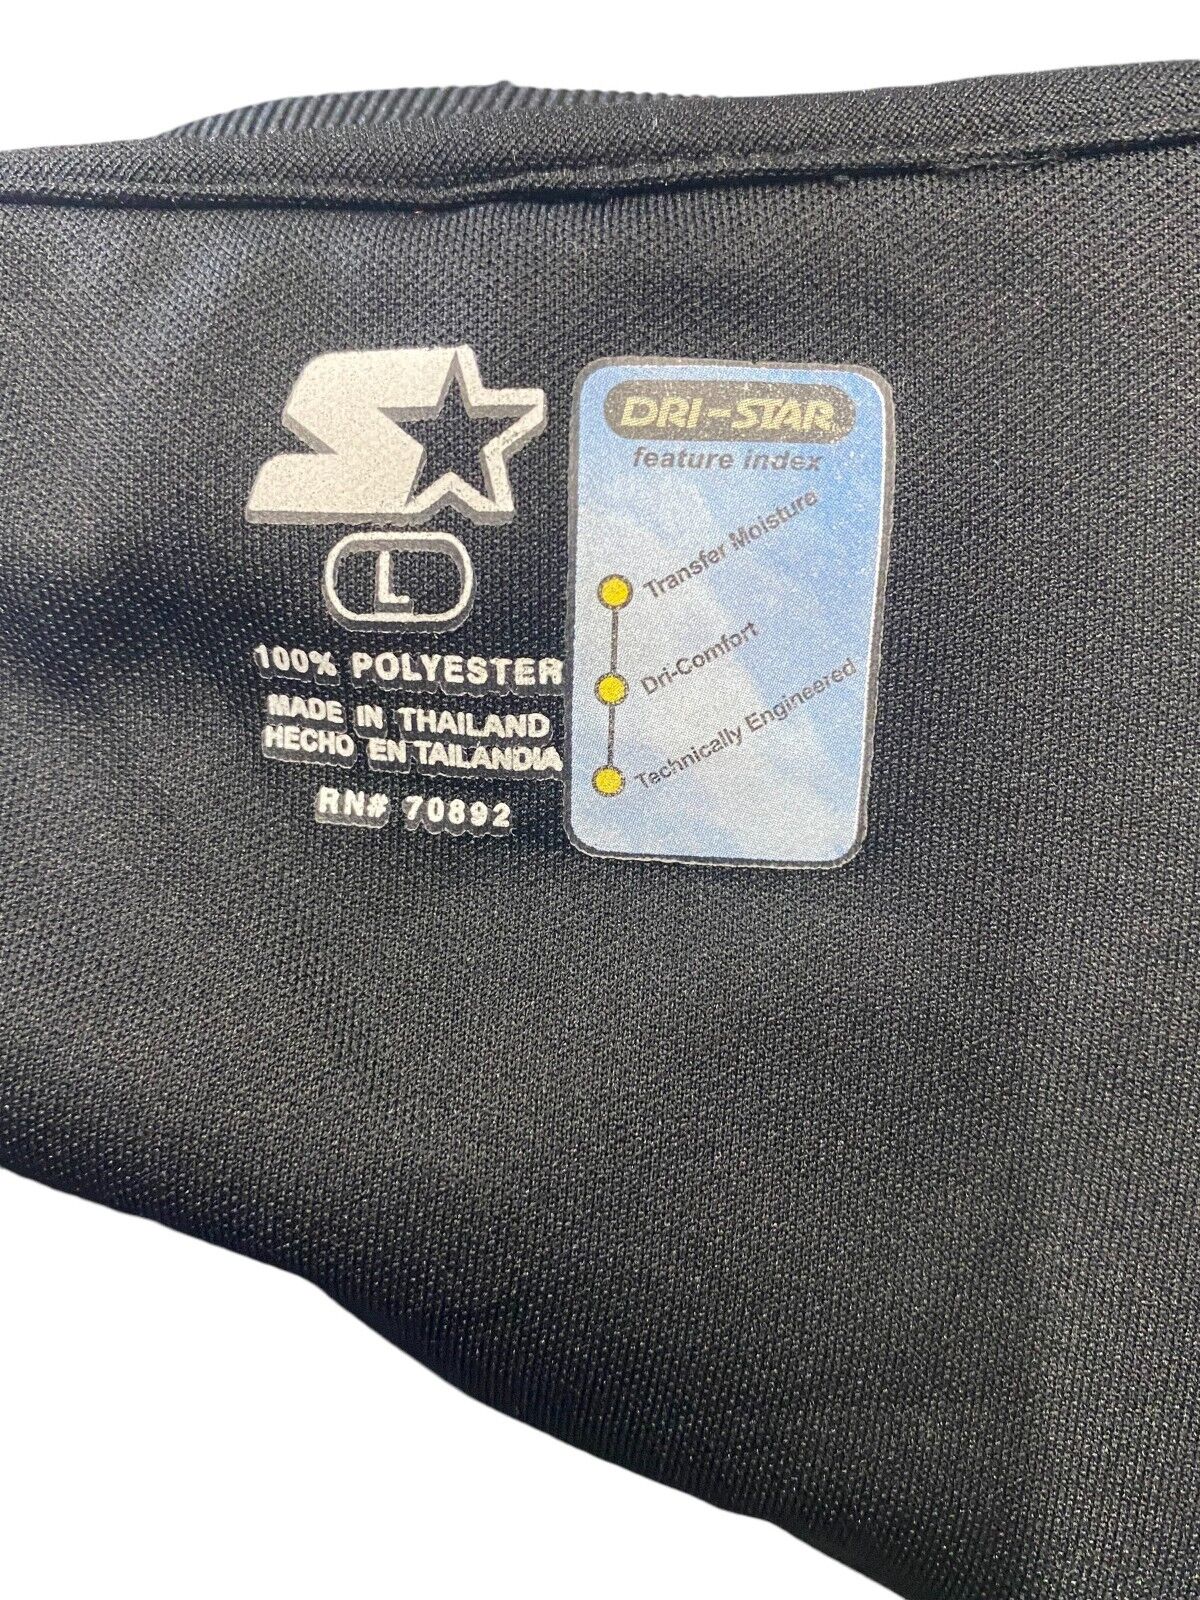 L
100% POLYESTER
MADE IN THAILAND
HECHO EN TAILANDIA
RN# 70892
DRI-STAR
feature index
Transfer Moisture
Dri-Comfort
Technically Engineered